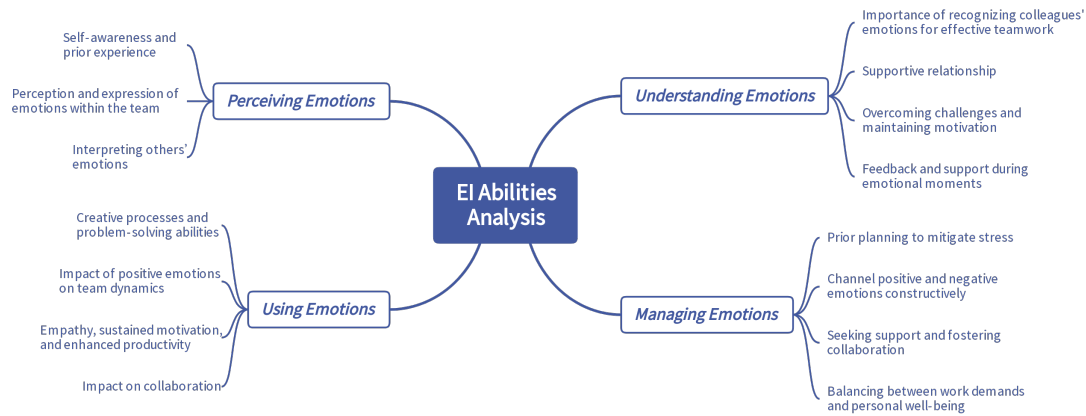 EI Abilities
Analysis
Perceiving Emotions
Self-awareness and
prior experience
Perception and expression of
emotions within the team
Interpreting others'
emotions
Using Emotions
Creative processes and
problem-solving abilities
Impact of positive emotions
on team dynamics
Empathy, sustained motivation,
and enhanced productivity
Impact on collaboration
Understanding Emotions
Importance of recognizing colleagues'
emotions for effective teamwork
Supportive relationship
Overcoming challenges and
maintaining motivation
Feedback and support during
emotional moments
Managing Emotions
Prior planning to mitigate stress
Channel positive and negative
emotions constructively
Seeking support and fostering
collaboration
Balancing between work demands
and personal well-being